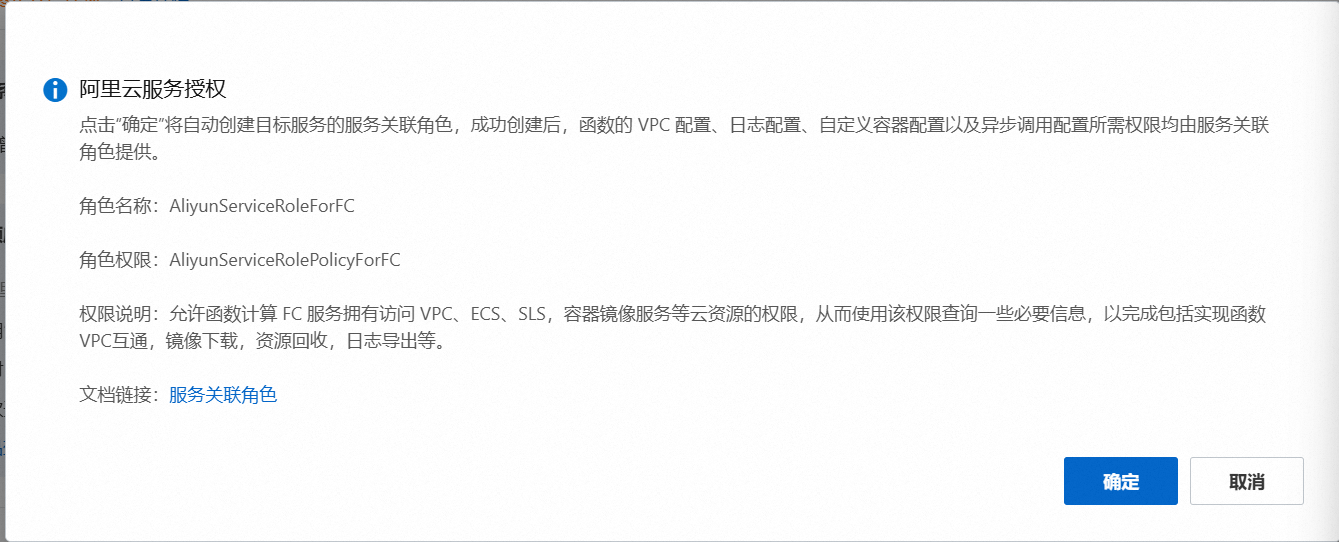 阿里云服务授权
点击“确定”将自动创建目标服务的服务关联角色，成功创建后，函数的 VPC 配置、日志配置、自定义容器配置以及异步调用配置所需权限均由服务关联
角色提供。
角色名称：AliyunServiceRoleForFC
角色权限：AliyunServiceRolePolicyForFC
权限说明：允许函数计算 FC 服务拥有访问 VPC、ECS、SLS，容器镜像服务等云资源的权限，从而使用该权限查询一些必要信息，以完成包括实现函数
VPC互通，镜像下载，资源回收，日志导出等。
文档链接：服务关联角色
确定 取消